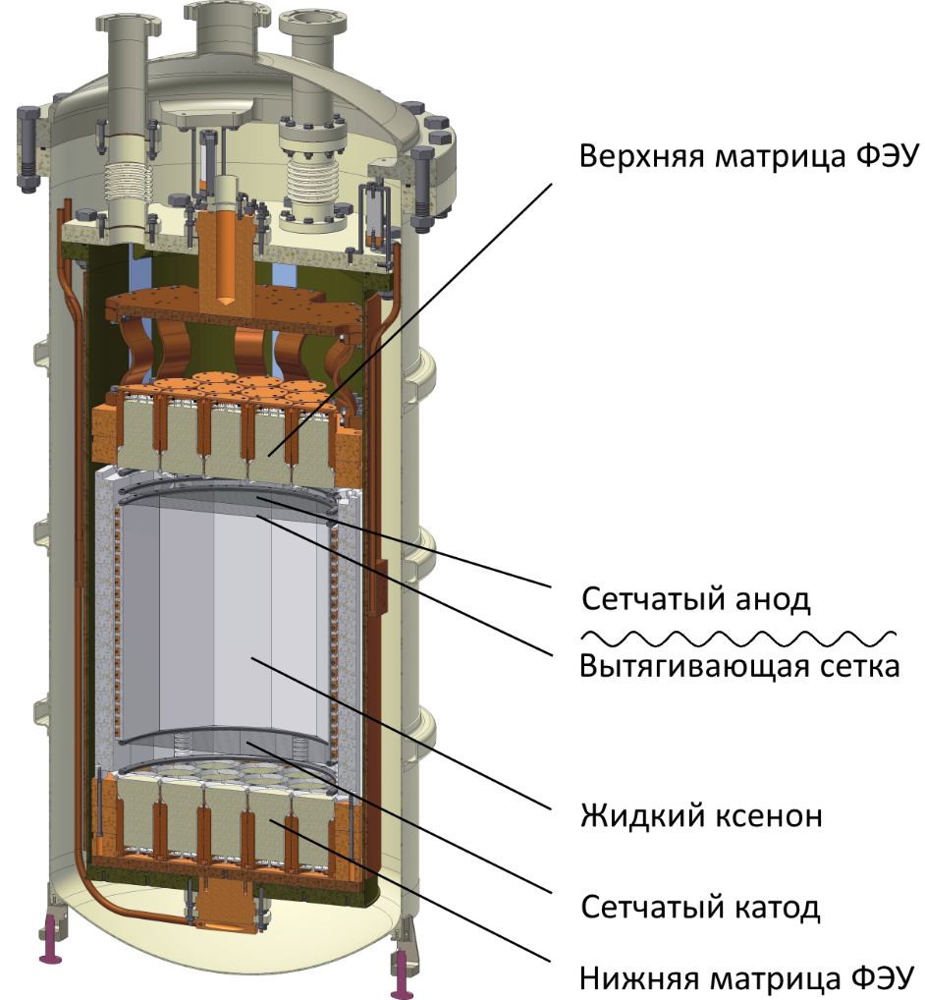 Верхняя матрица ФЭУ
Сетчатый анод
Вытягивающая сетка
Жидкий ксенон
Сетчатый катод
Нижняя матрица ФЭУ